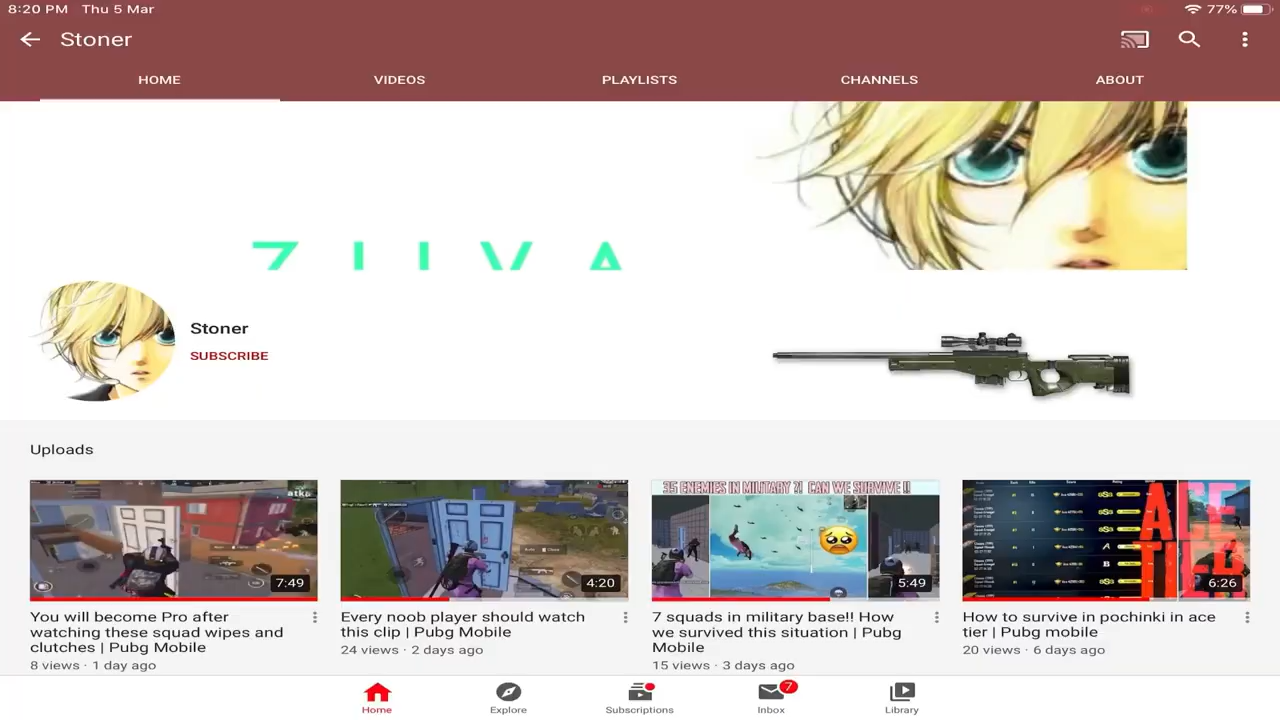 8:20 PM Thu 5 Mar
77%
Stoner
HOME VIDEOS PLAYLISTS CHANNELS ABOUT
Stoner
SUBSCRIBE
Uploads
35 ENEMIES IN MILITARY ?! CAN WE SURVIVE !!
ACE
TIER
7:49
4:20
5:49
6:26
You will become Pro after
watching these squad wipes and
clutches | Pubg Mobile
8 views · 1 day ago
Every noob player should watch
this clip | Pubg Mobile
24 views · 2 days ago
7 squads in military base!! How
we survived this situation | Pubg
Mobile
15 views · 3 days ago
How to survive in pochinki in ace
tier | Pubg mobile
20 views · 6 days ago
7
Home Explore Subscriptions Inbox Library